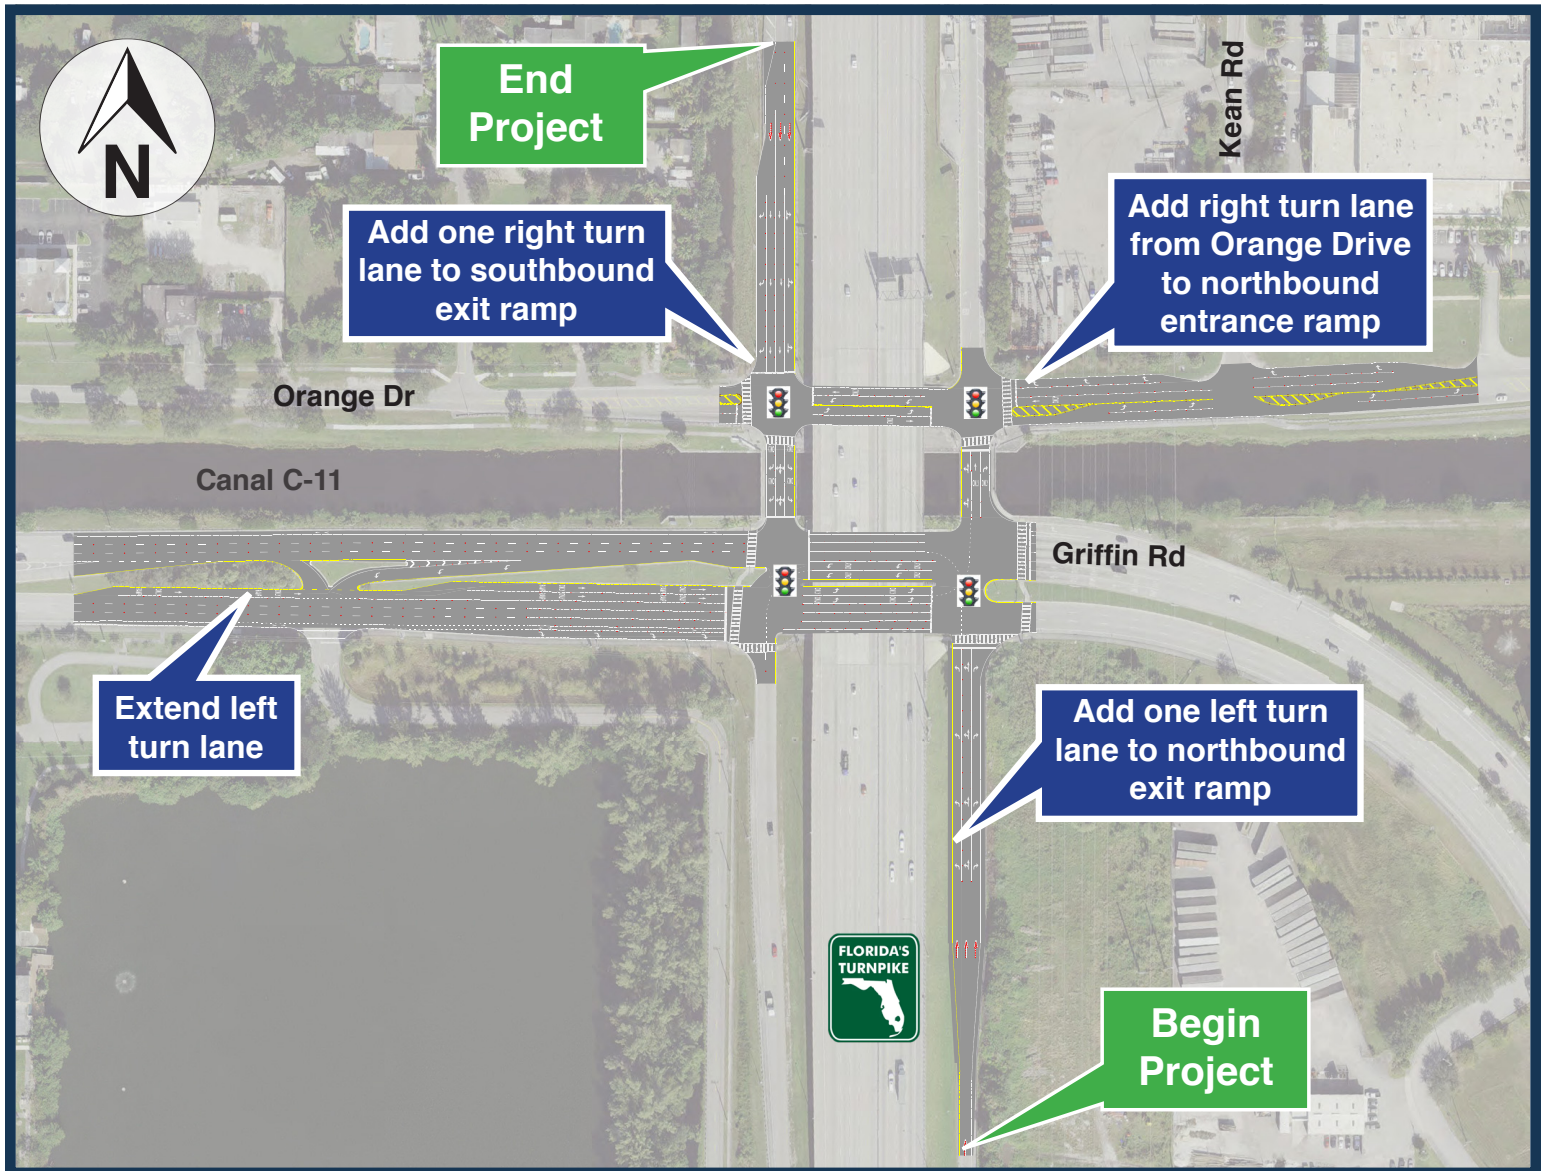 End
Project
Kean Rd
N
Add one right turn
lane to southbound
exit ramp
Add right turn lane
from Orange Drive
to northbound
entrance ramp
Orange Dr
Canal C-11
Griffin Rd
Extend left
turn lane
Add one left turn
lane to northbound
exit ramp
FLORIDA'S
TURNPIKE
Begin
Project